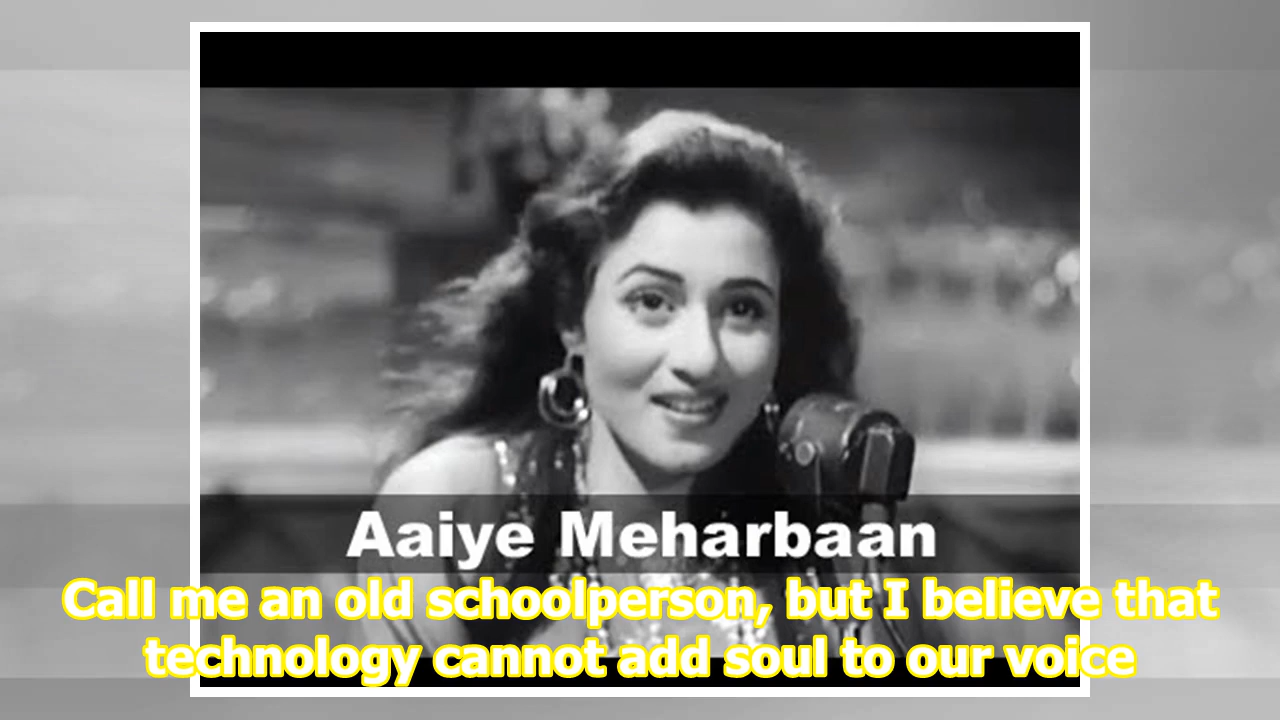 Aaiye Meharbaan
Call me an old schoolperson, but I believe that
technology cannot add soul to our voice